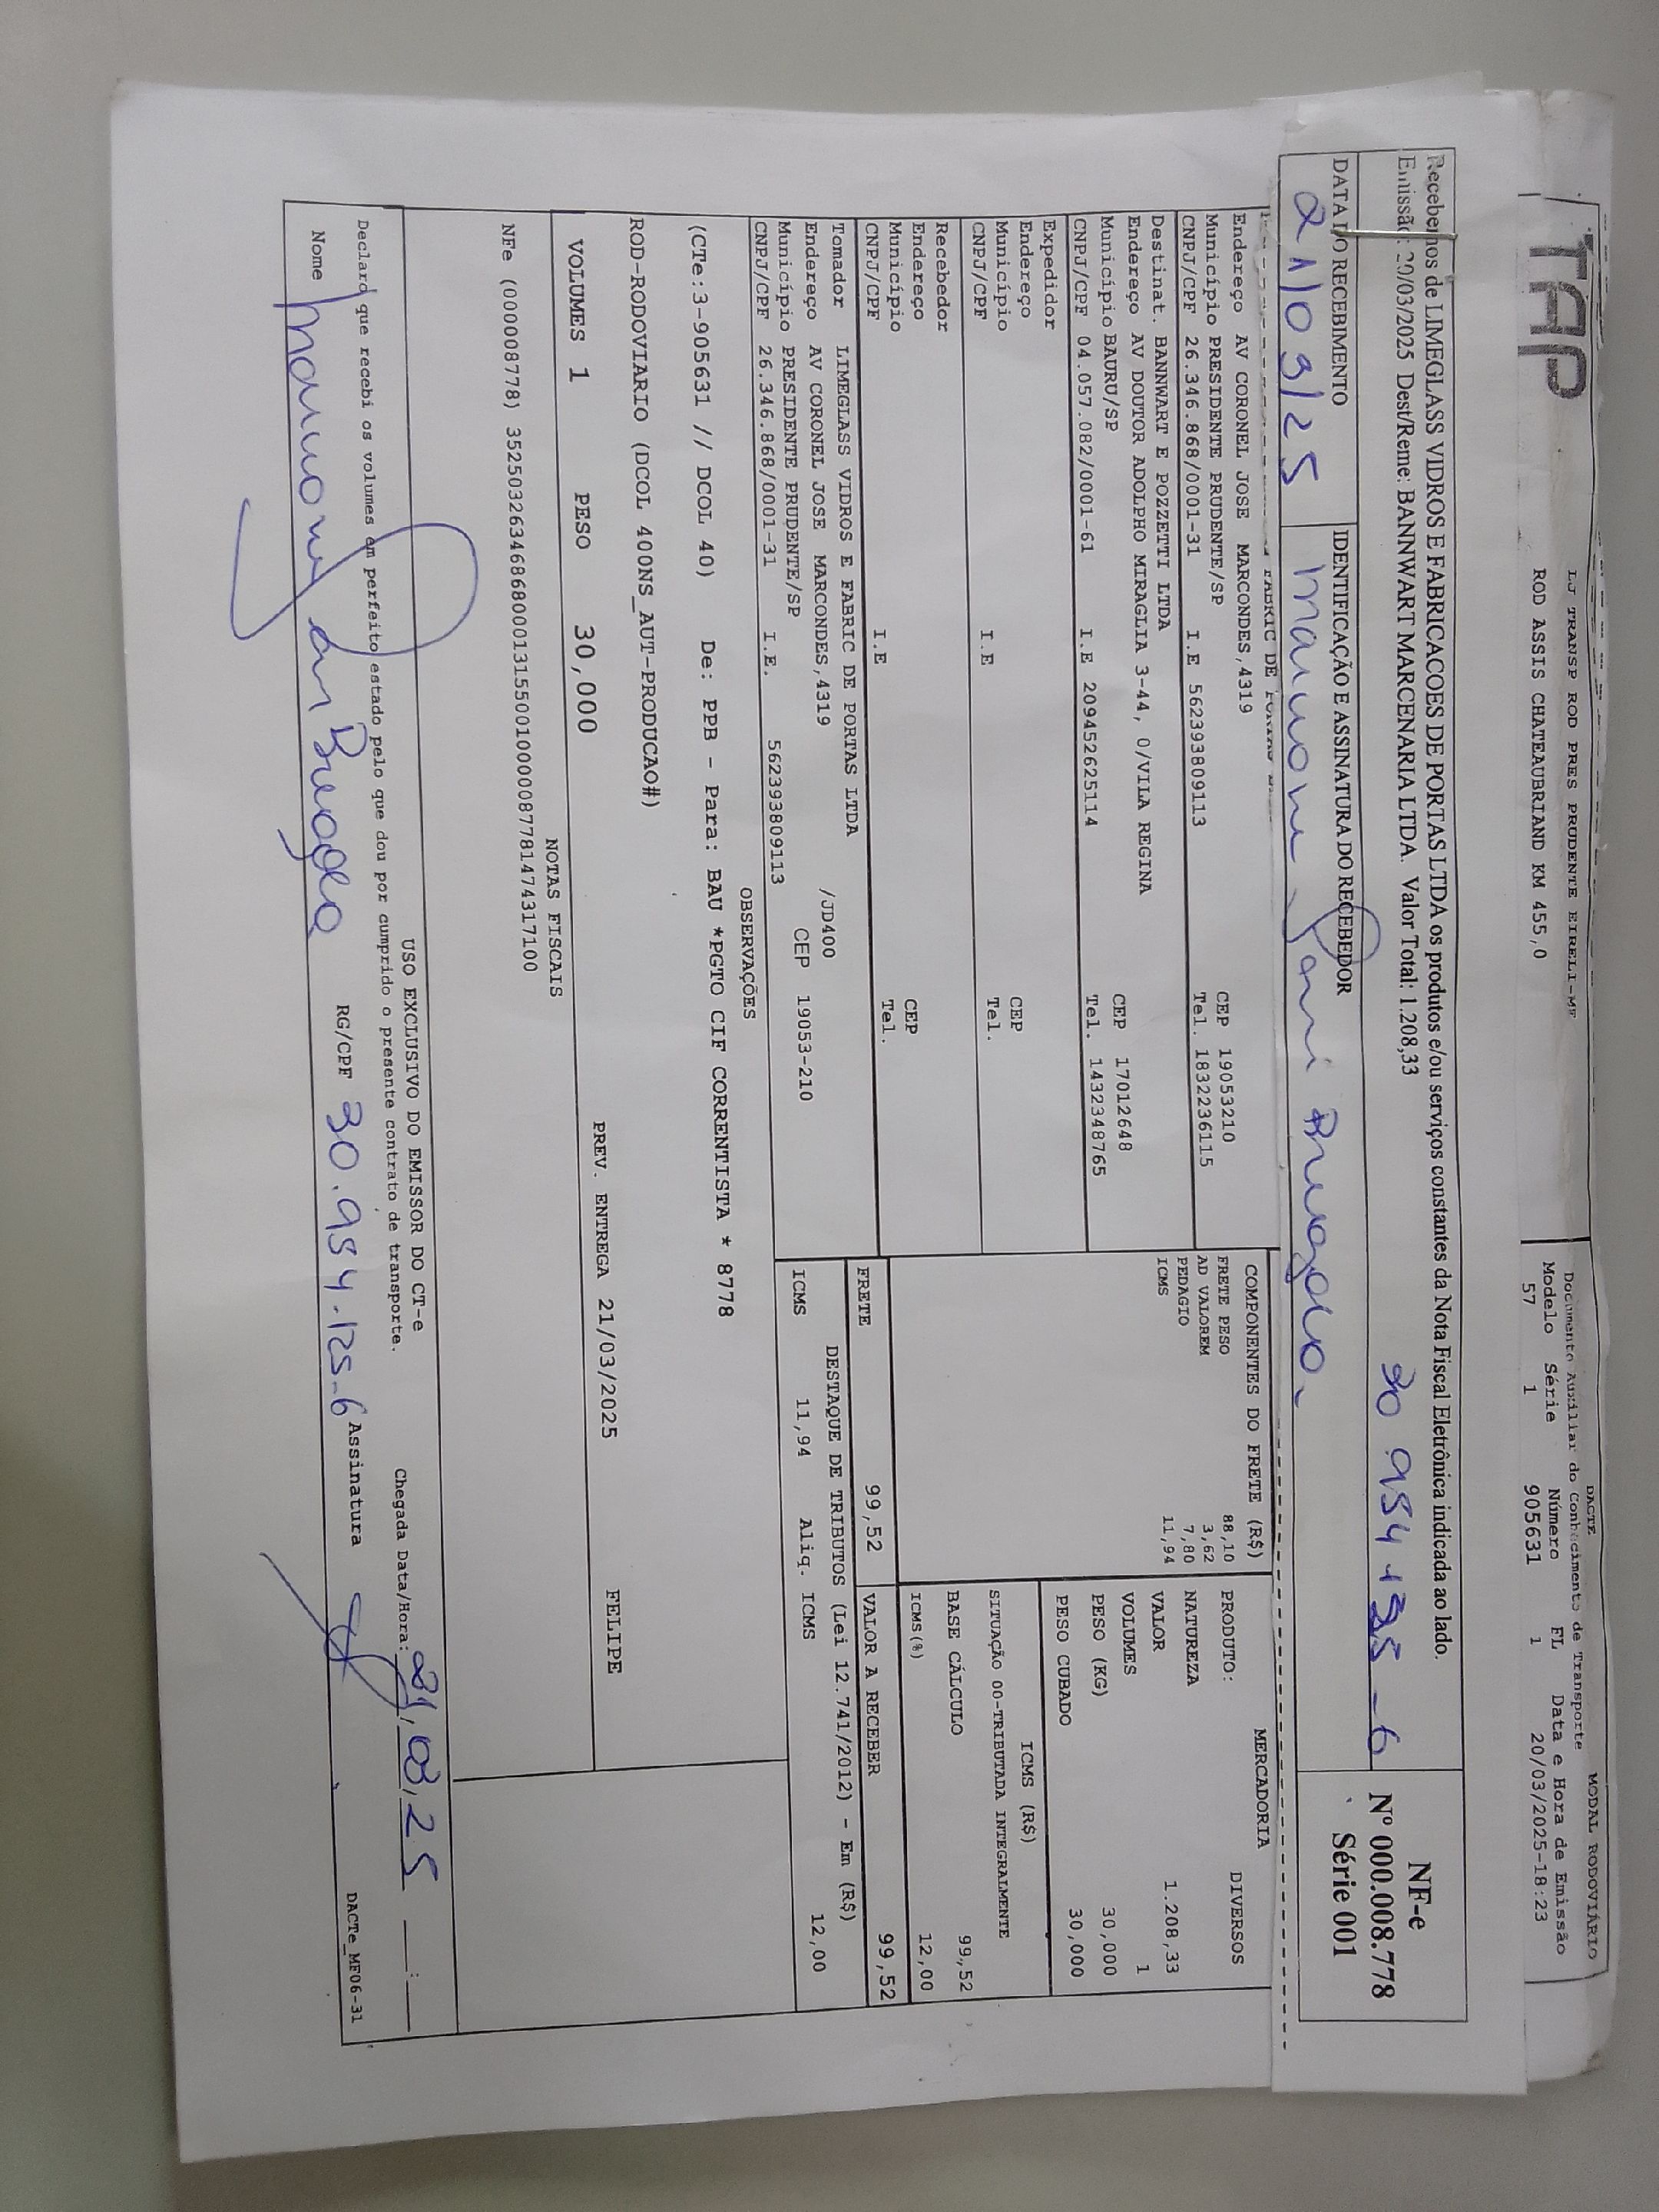 TAP
LJ TRANSP ROD PRES PRUDENTE EIRELI-ME
ROD ASSIS CHATEAUBRIAND KM 455,0
DACTE
Documento Auxiliar do Conhecimento de Transporte
MODAL RODOVIÁRIO
Modelo Série Número FL Data e Hora de Emissão
57 1 905631 1 20/03/2025-18:23
Recebemos de LIMEGLASS VIDROS E FABRICACOES DE PORTAS LTDA os produtos e/ou serviços constantes da Nota Fiscal Eletrônica indicada ao lado.
Emissão: 20/03/2025 Dest/Reme: BANNWART MARCENARIA LTDA. Valor Total: 1.208,33
30 954 125-6
DATA DO RECEBIMENTO
21/03/25
IDENTIFICAÇÃO E ASSINATURA DO RECEBEDOR
NF-e
Nº 000.008.778
Série 001
FABRIC DE
Endereço AV CORONEL JOSE MARCONDES,4319 CEP 19053210
Município PRESIDENTE PRUDENTE/SP Tel. 1832236115
CNPJ/CPF 26.346.868/0001-31 I.E 562393809113
Destinat. BANNWART E POZZETTI LTDA
Endereço AV DOUTOR ADOLPHO MIRAGLIA 3-44, 0/VILA REGINA
Município BAURU/SP CEP 17012648
CNPJ/CPF 04.057.082/0001-61 I.E 209452625114 Tel. 1432348765
Expedidor
Endereço
Município CEP
CNPJ/CPF I.E Tel.
Recebedor
Endereço
Município CEP
CNPJ/CPF I.E Tel.
Tomador LIMEGLASS VIDROS E FABRIC DE PORTAS LTDA /JD400
Endereço AV CORONEL JOSE MARCONDES,4319 CEP 19053-210
Município PRESIDENTE PRUDENTE/SP
CNPJ/CPF 26.346.868/0001-31 I.E. 562393809113
COMPONENTES DO FRETE (R$)
FRETE PESO 88,10
AD VALOREM 3,62
PEDAGIO 7,80
ICMS 11,94
MERCADORIA
PRODUTO: DIVERSOS
NATUREZA
VALOR 1.208,33
VOLUMES 1
PESO (KG) 30,000
PESO CUBADO 30,000
ICMS (R$)
SITUAÇÃO 00-TRIBUTADA INTEGRALMENTE
BASE CÁLCULO 99,52
ICMS(%) 12,00
FRETE 99,52 VALOR A RECEBER 99,52
DESTAQUE DE TRIBUTOS (Lei 12.741/2012) - Em (R$)
ICMS 11,94 Aliq. ICMS 12,00
OBSERVAÇÕES
(CTe:3-905631 // DCOL 40) De: PPB - Para: BAU *PGTO CIF CORRENTISTA * 8778
ROD-RODOVIARIO (DCOL 400NS_AUT-PRODUCAO#)
VOLUMES 1 PESO 30,000 PREV. ENTREGA 21/03/2025 FELIPE
NOTAS FISCAIS
NFe (000008778) 35250326346868000131550010000087781474317100
USO EXCLUSIVO DO EMISSOR DO CT-e
Declaro que recebi os volumes em perfeito estado pelo que dou por cumprido o presente contrato de transporte. Chegada Data/Hora: 21/03/25 :
Nome RG/CPF 30.954.125-6 Assinatura
DACTe_MF06-31